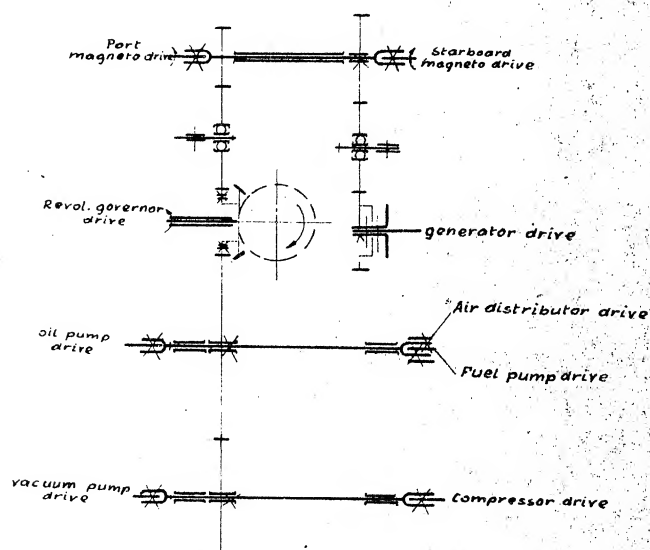 Port
magneto drive
Starboard
magneto drive
Revol. governor
drive
generator drive
Air distributor drive
oil pump
drive
Fuel pump drive
vacuum pump
drive
Compressor drive